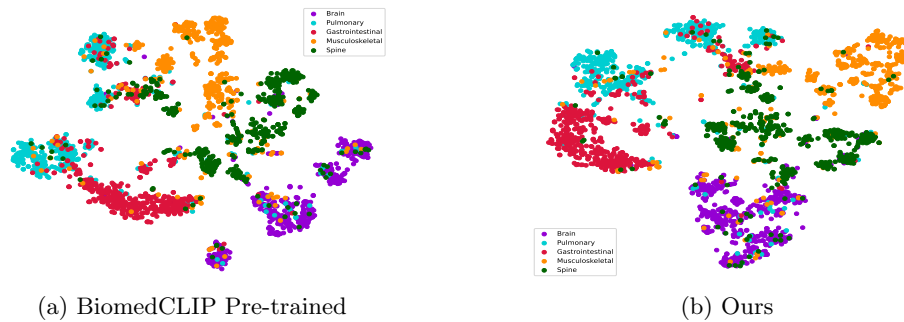 Brain
Pulmonary
Gastrointestinal
Musculoskeletal
Spine
Brain
Pulmonary
Gastrointestinal
Musculoskeletal
Spine
(a) BiomedCLIP Pre-trained
(b) Ours